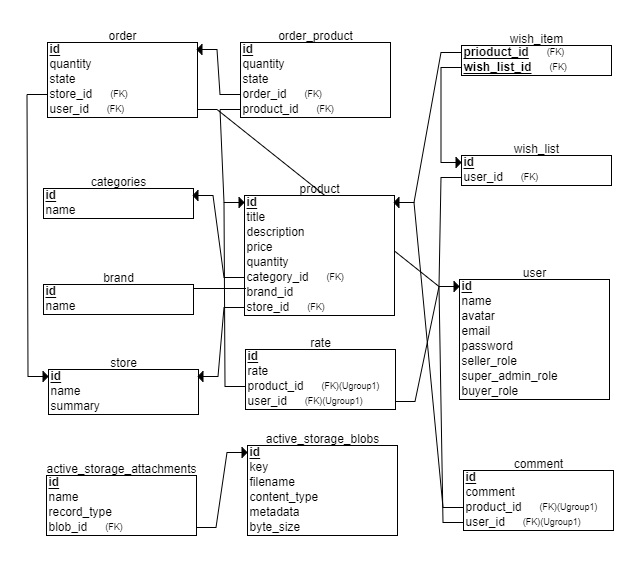 order
id
quantity
state
store_id (FK)
user_id (FK)
order_product
id
quantity
state
order_id (FK)
product_id (FK)
wish_item
prioduct_id (FK)
wish_list_id (FK)
wish_list
id
user_id (FK)
categories
id
name
product
id
title
description
price
quantity
category_id (FK)
brand_id
store_id (FK)
brand
id
name
user
id
name
avatar
email
password
seller_role
super_admin_role
buyer_role
store
id
name
summary
rate
id
rate
product_id (FK)(Ugroup1)
user_id (FK)(Ugroup1)
active_storage_attachments
id
name
record_type
blob_id (FK)
active_storage_blobs
id
key
filename
content_type
metadata
byte_size
comment
id
comment
product_id (FK)(Ugroup1)
user_id (FK)(Ugroup1)